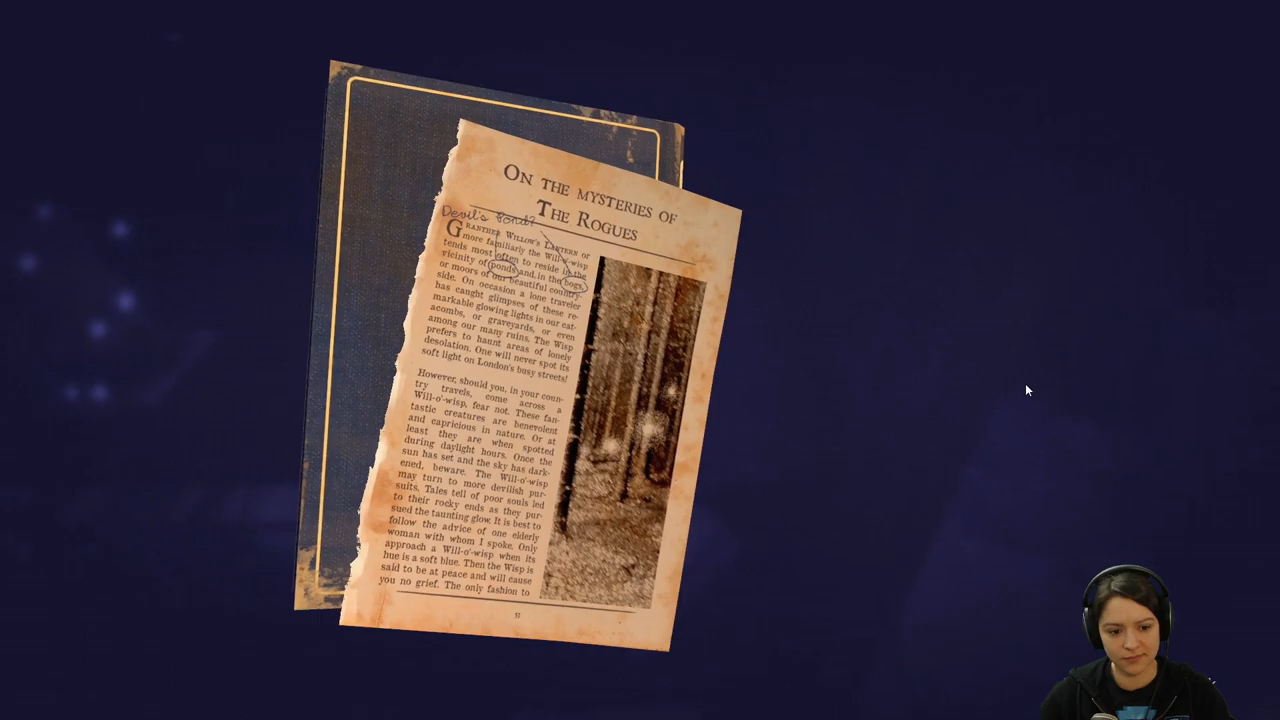 ON THE MYSTERIES OF
THE ROGUES
Devil's Pond?
GRANTHER WILLOW'S LANTERN or
more familiarly the Will-o'-wisp
tends most often to reside in the
vicinity of ponds and in the bogs,
or moors of our beautiful country-
side. On occasion a lone traveler
has caught glimpses of these re-
markable glowing lights in our cat-
acombs, or graveyards, or even
among our many ruins. The Wisp
prefers to haunt areas of lonely
desolation. One will never spot its
soft light on London's busy streets!
However, should you, in your coun-
try travels, come across a
Will-o'-wisp, fear not. These fan-
tastic creatures are benevolent
and capricious in nature. Or at
least they are when spotted
during daylight hours. Once the
sun has set and the sky has dark-
ened, beware. The Will-o'-wisp
may turn to more devilish pur-
suits. Tales tell of poor souls led
to their rocky ends as they pur-
sued the taunting glow. It is best to
follow the advice of one elderly
woman with whom I spoke. Only
approach a Will-o'-wisp when its
hue is a soft blue. Then the Wisp is
said to be at peace and will cause
you no grief. The only fashion to